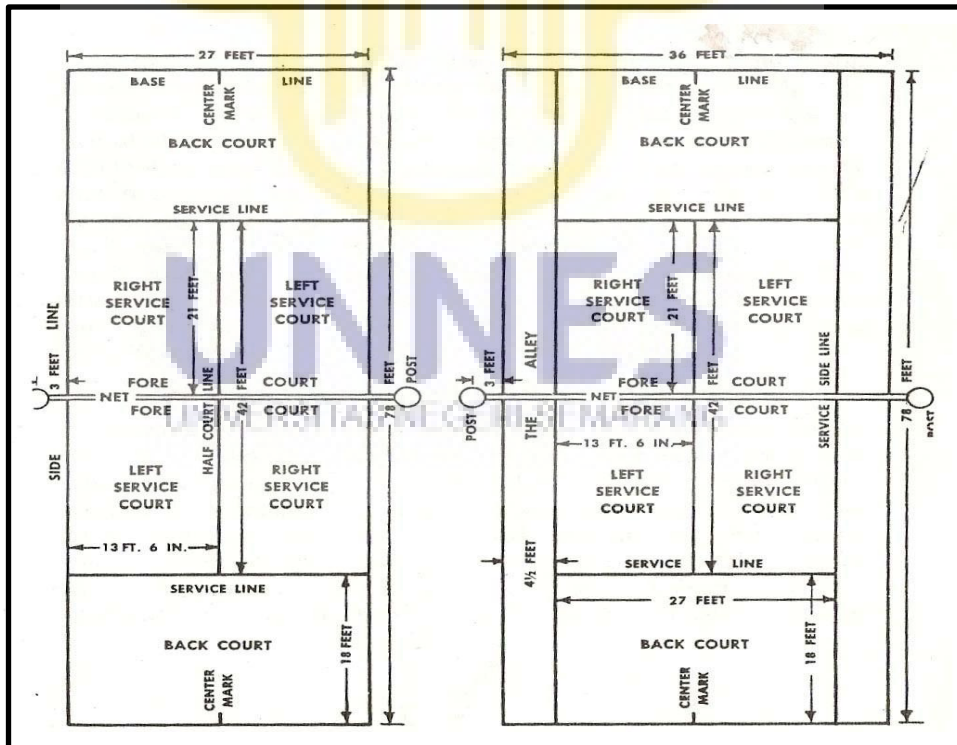 27 FEET
BASE LINE
CENTER
MARK
BACK COURT
SERVICE LINE
RIGHT
SERVICE
COURT
21 FEET
LEFT
SERVICE
COURT
SIDE LINE
3 FEET
FORE COURT
NET
FORE COURT
HALF COURT LINE
42 FEET
78 FEET
POST
LEFT
SERVICE
COURT
RIGHT
SERVICE
COURT
13 FT. 6 IN.
SERVICE LINE
BACK COURT
18 FEET
CENTER
MARK
36 FEET
BASE LINE
CENTER
MARK
BACK COURT
SERVICE LINE
RIGHT
SERVICE
COURT
21 FEET
LEFT
SERVICE
COURT
THE ALLEY
3 FEET
POST
FORE COURT
NET
FORE COURT
42 FEET
SERVICE SIDE LINE
78 FEET
POST
13 FT. 6 IN.
LEFT
SERVICE
COURT
RIGHT
SERVICE
COURT
4½ FEET
SERVICE LINE
27 FEET
BACK COURT
18 FEET
CENTER
MARK
UNNES